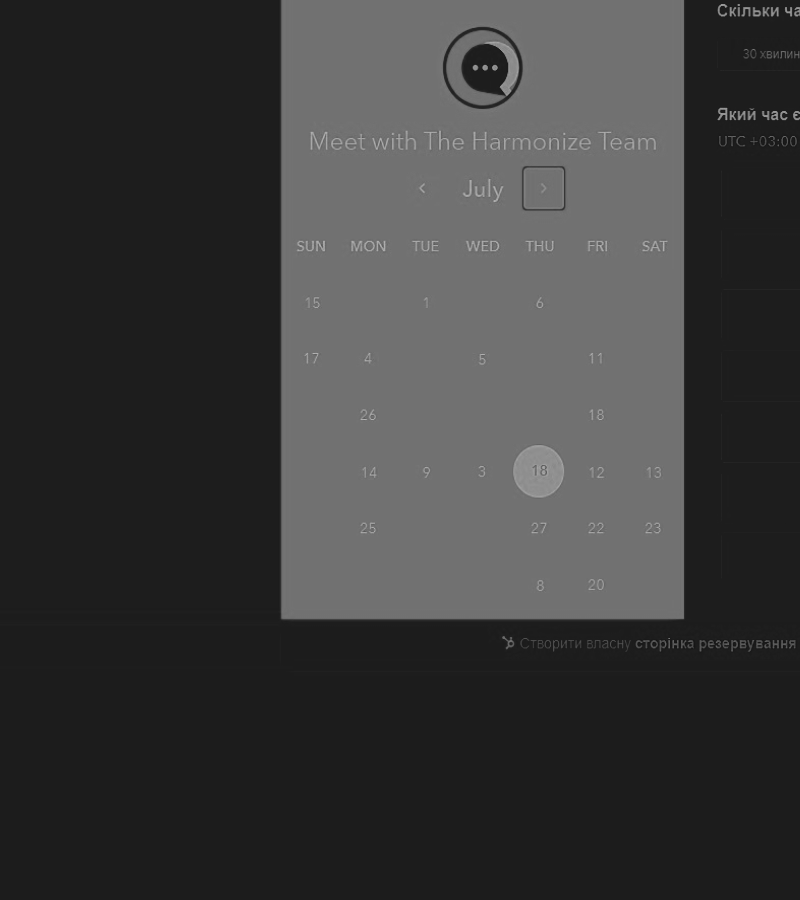 Скільки ча
30 хвилин
Meet with The Harmonize Team
Який час є
UTC +03:00
July
SUN MON TUE WED THU FRI SAT
15 1 6
17 4 5 11
26 18
14 9 3 18 12 13
25 27 22 23
8 20
Створити власну сторінка резервування